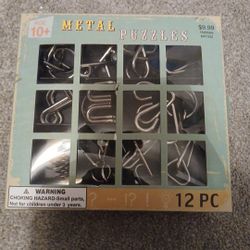 METAL
PUZZLES
10+
$9.99
WARNING
CHOKING HAZARD-Small parts,
Not for children under 3 years.
12 PC